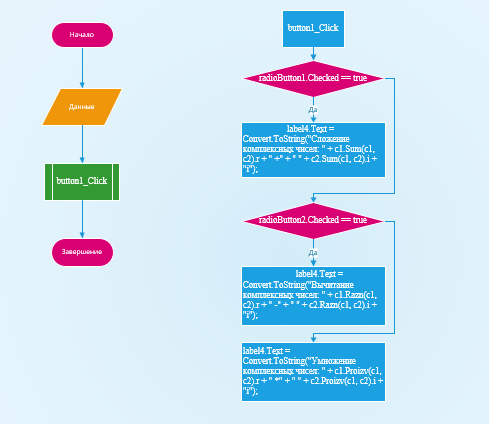 Начало
Данные
button1_Click
Завершение
button1_Click
radioButton1.Checked == true
Да
label4.Text =
Convert.ToString("Сложение
комплексных чисел: " + c1.Sum(c1,
c2).r + " +" + " " + c2.Sum(c1, c2).i +
"i");
radioButton2.Checked == true
Да
label4.Text =
Convert.ToString("Вычитание
комплексных чисел: " + c1.Razn(c1,
c2).r + " -" + " " + c2.Razn(c1, c2).i +
"i");
label4.Text =
Convert.ToString("Умножение
комплексных чисел: " + c1.Proizv(c1,
c2).r + " *" + " " + c2.Proizv(c1, c2).i +
"i");